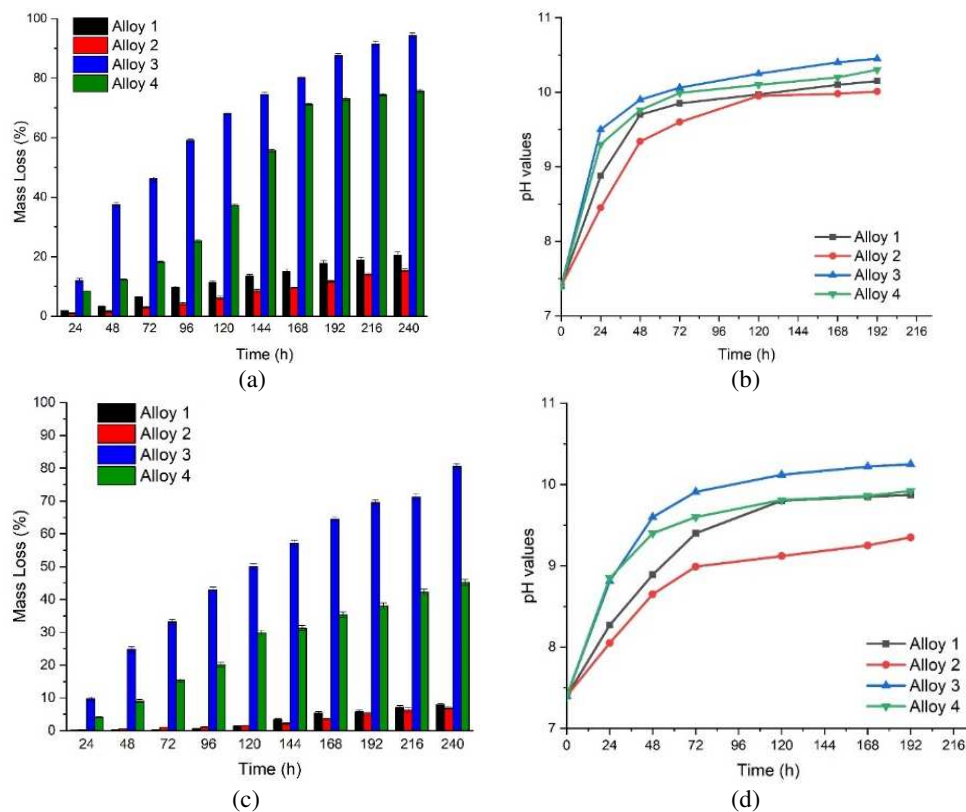 100
80
60
40
20
0
Mass Loss (%)
Alloy 1
Alloy 2
Alloy 3
Alloy 4
24 48 72 96 120 144 168 192 216 240
Time (h)
(a)
11
10
9
8
7
pH values
Alloy 1
Alloy 2
Alloy 3
Alloy 4
0 24 48 72 96 120 144 168 192 216
Time (h)
(b)
100
90
80
70
60
50
40
30
20
10
0
Mass Loss (%)
Alloy 1
Alloy 2
Alloy 3
Alloy 4
24 48 72 96 120 144 168 192 216 240
Time (h)
(c)
11
10
9
8
7
pH values
Alloy 1
Alloy 2
Alloy 3
Alloy 4
0 24 48 72 96 120 144 168 192 216
Time (h)
(d)